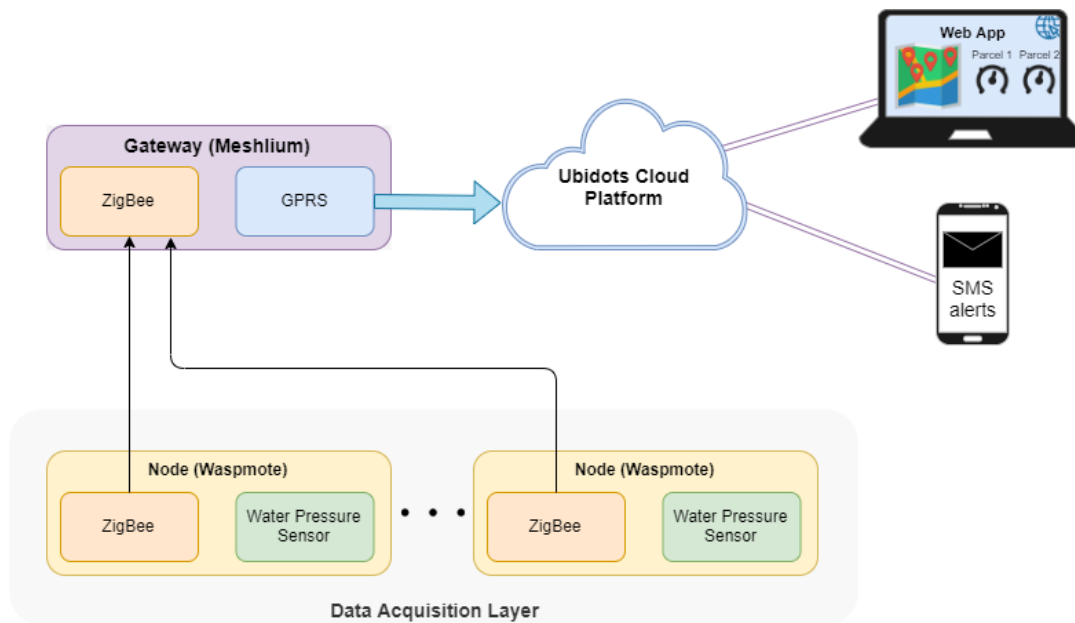 Web App
Parcel 1 Parcel 2
Gateway (Meshlium)
ZigBee
GPRS
Ubidots Cloud
Platform
SMS
alerts
Node (Waspmote)
ZigBee
Water Pressure
Sensor
Node (Waspmote)
ZigBee
Water Pressure
Sensor
Data Acquisition Layer